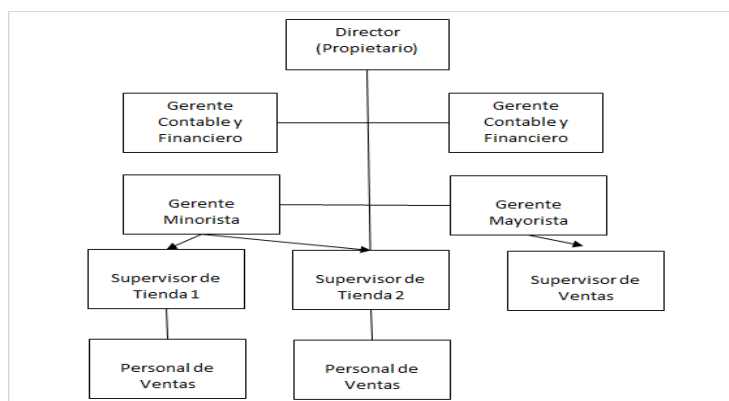 Director
(Propietario)
Gerente
Contable y
Financiero
Gerente
Contable y
Financiero
Gerente
Minorista
Gerente
Mayorista
Supervisor de
Tienda 1
Supervisor de
Tienda 2
Supervisor de
Ventas
Personal de
Ventas
Personal de
Ventas